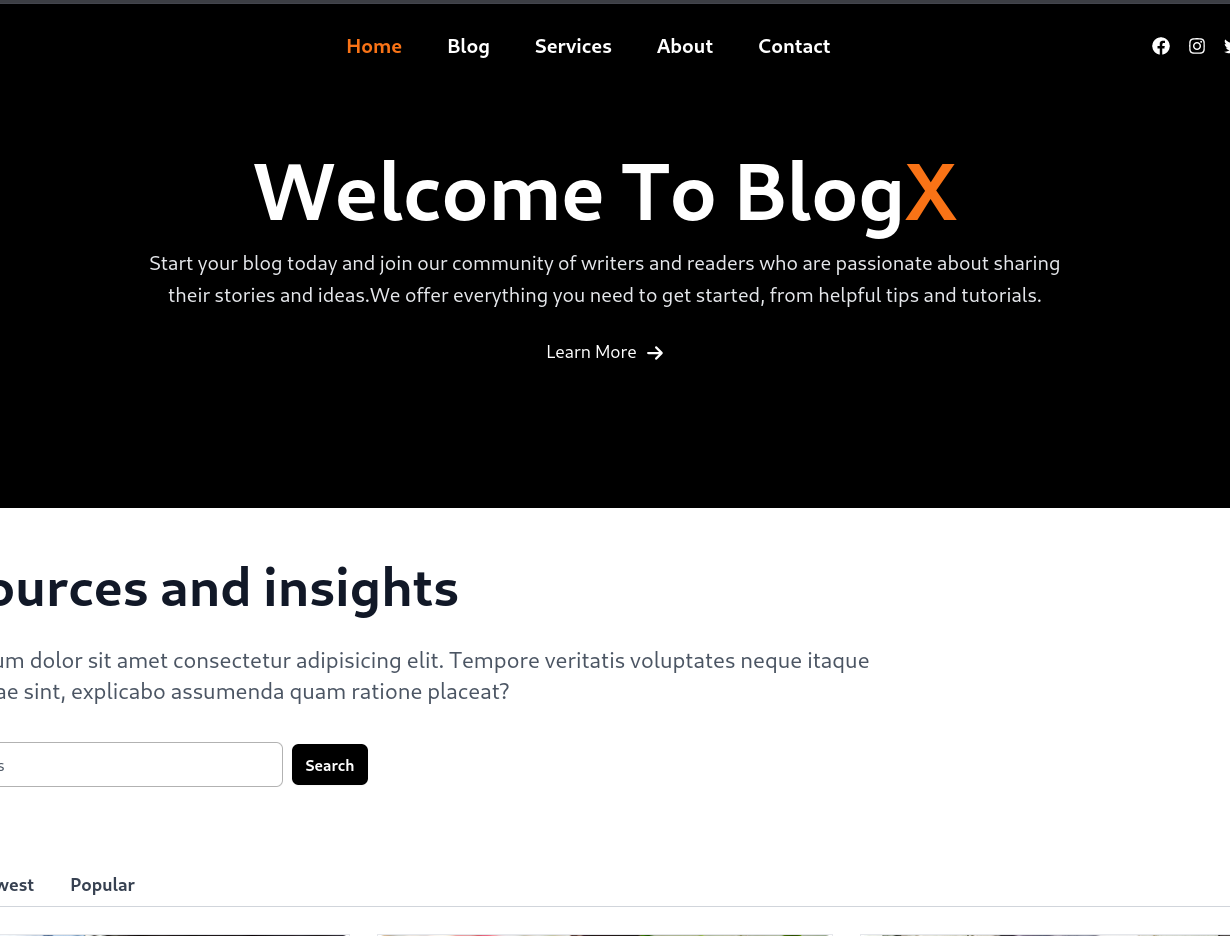 Home Blog Services About Contact
Welcome To BlogX
Start your blog today and join our community of writers and readers who are passionate about sharing
their stories and ideas.We offer everything you need to get started, from helpful tips and tutorials.
Learn More
ources and insights
um dolor sit amet consectetur adipisicing elit. Tempore veritatis voluptates neque itaque
ae sint, explicabo assumenda quam ratione placeat?
s Search
west Popular